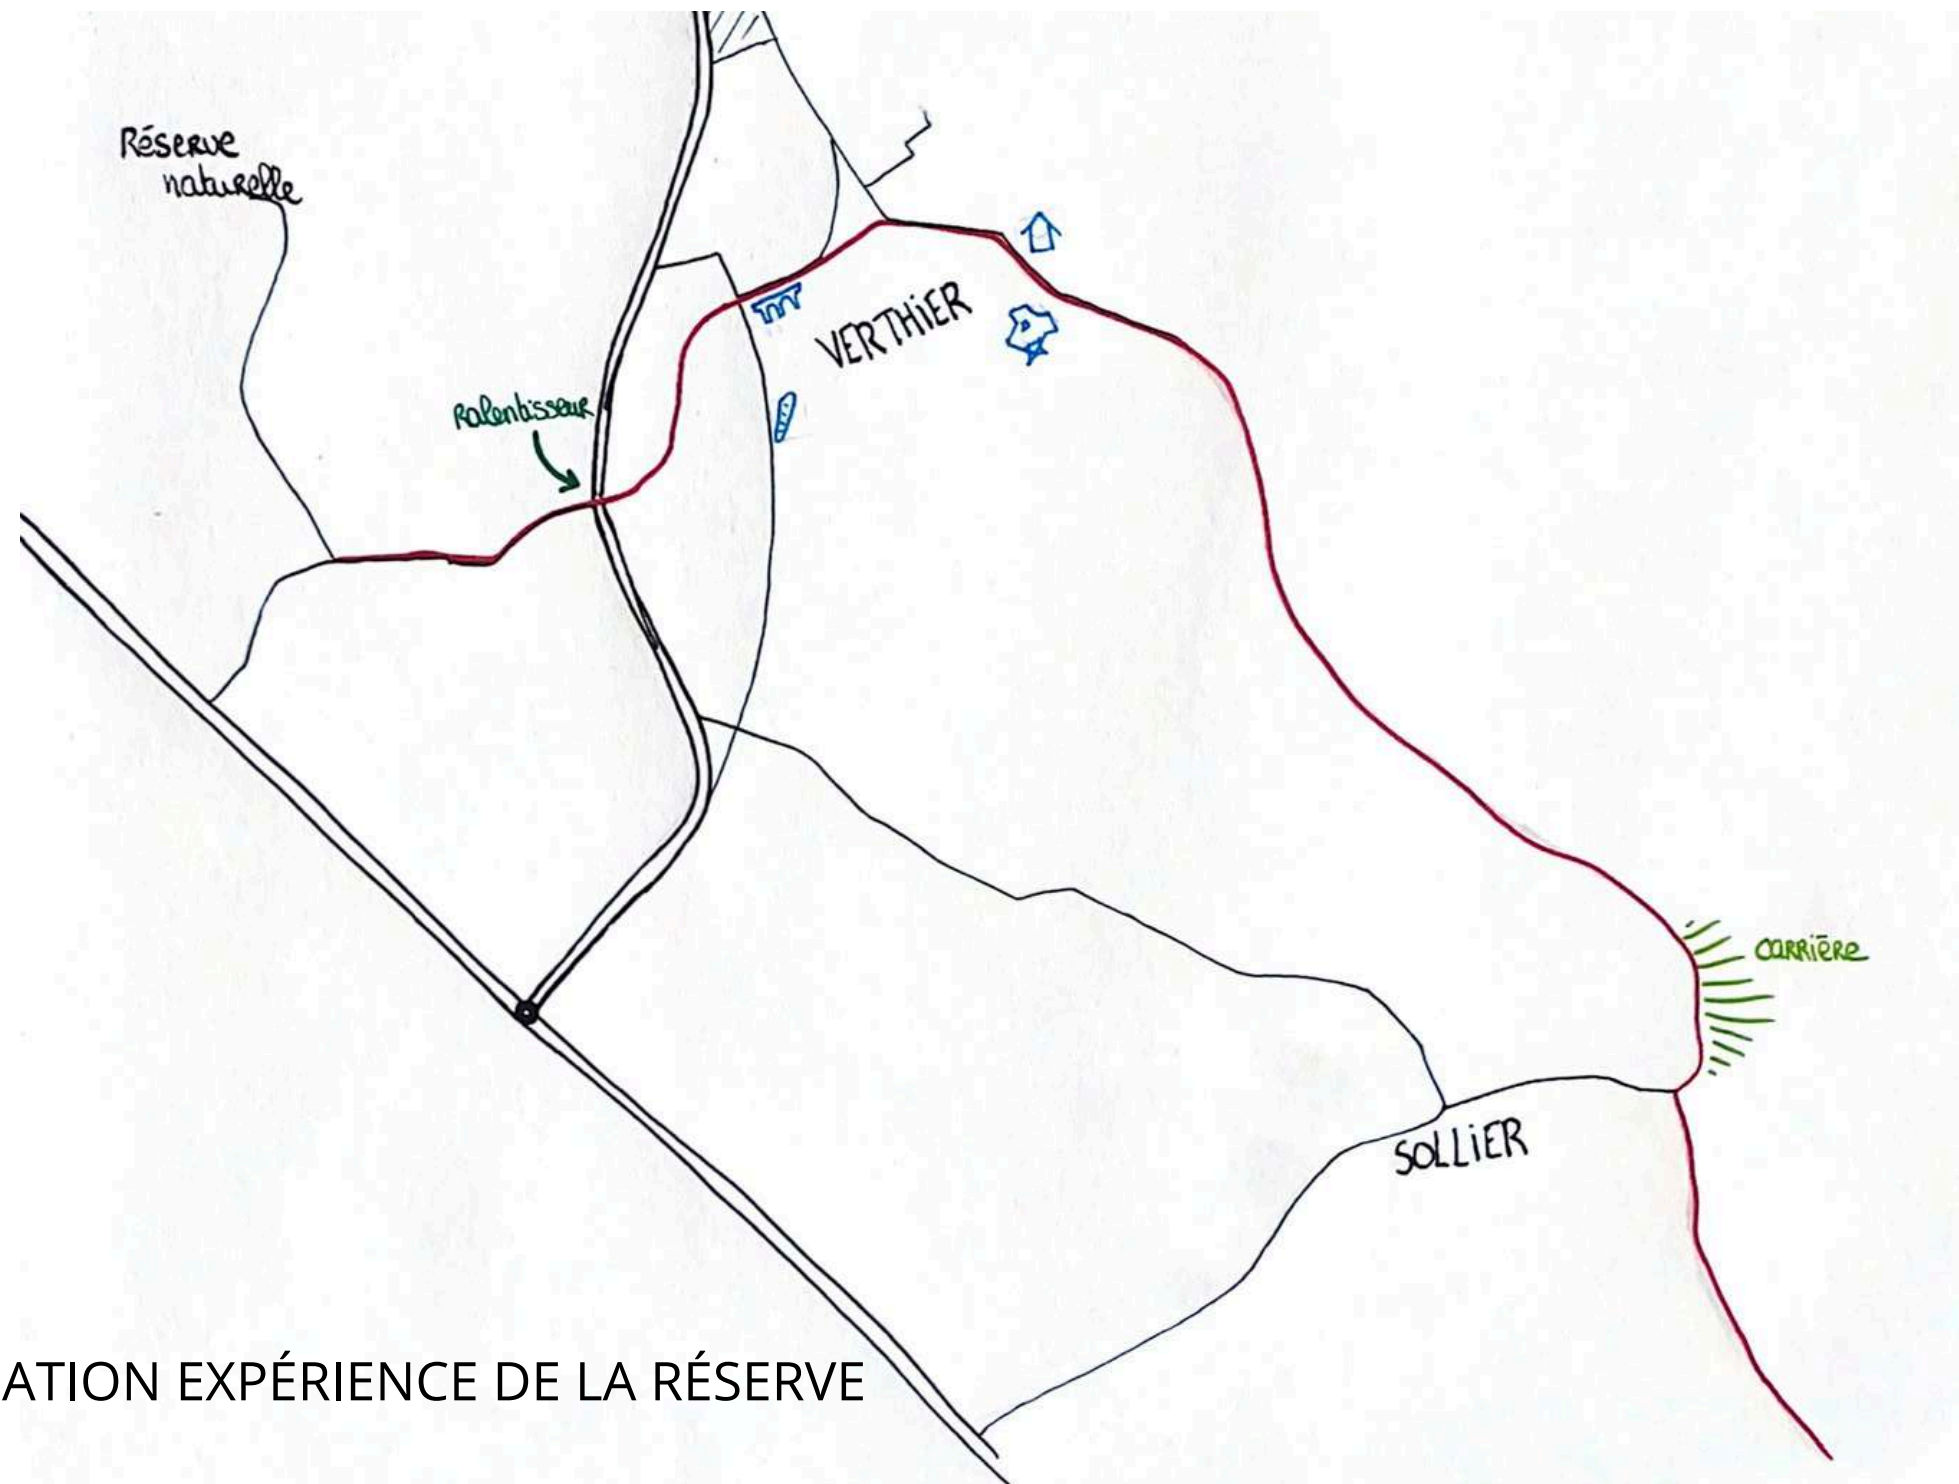 Réserve
naturelle
Ralentisseur
VERTHiER
CARRIÈRE
SOLLIER
ATION EXPÉRIENCE DE LA RÉSERVE